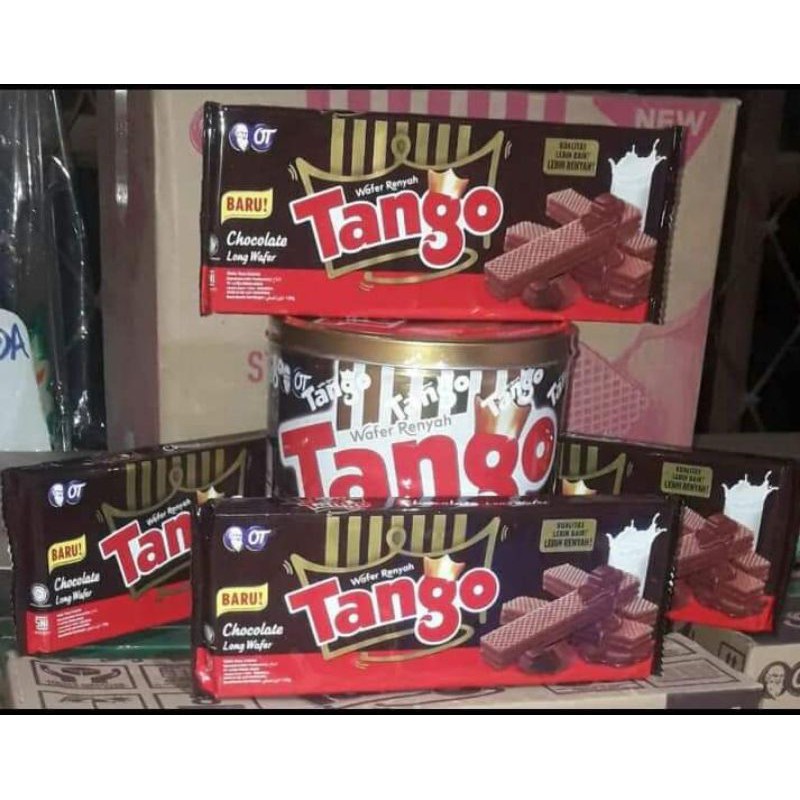 NEW
OT
KUALITAS
LEBIH BAIK!
LEBIH RENYAH!
Wafer Renyah
BARU!
Tango
Chocolate
Long Wafer
DA
OT
Tango
Tango
Tango
Wafer Renyah
Tango
OT
Wafer Renyah
BARU!
Tan
Chocolate
Long Wafer
SNI
OT
KUALITAS
LEBIH BAIK!
LEBIH RENYAH!
Wafer Renyah
BARU!
Tango
Chocolate
Long Wafer
KUALITAS
LEBIH BAIK!
LEBIH RENYAH!